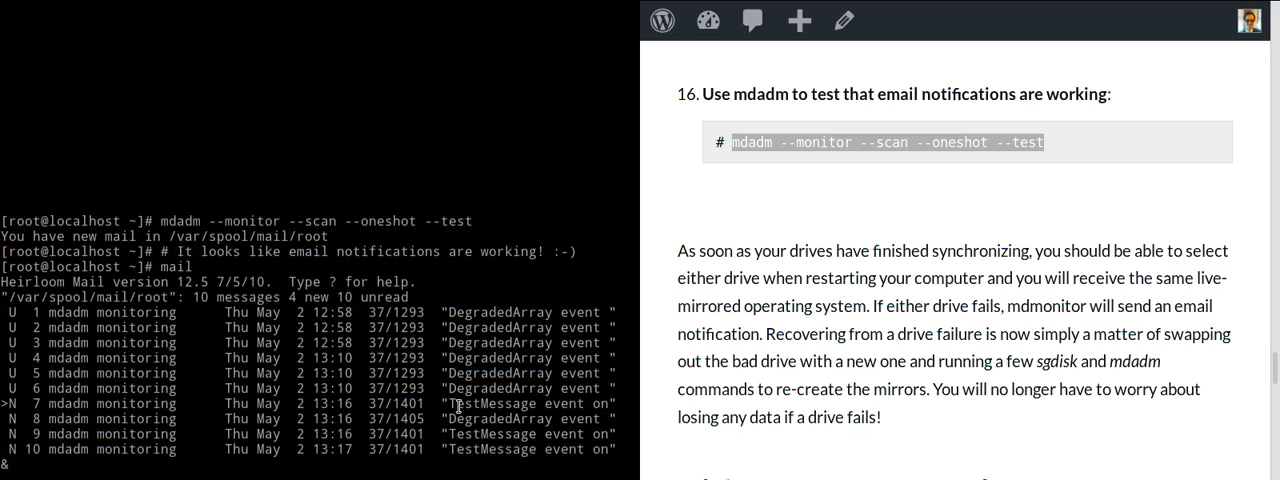 [root@localhost ~]# mdadm --monitor --scan --oneshot --test
You have new mail in /var/spool/mail/root
[root@localhost ~]# # It looks like email notifications are working! :-)
[root@localhost ~]# mail
Heirloom Mail version 12.5 7/5/10.  Type ? for help.
"/var/spool/mail/root": 10 messages 4 new 10 unread
 U  1 mdadm monitoring      Thu May  2 12:58  37/1293  "DegradedArray event "
 U  2 mdadm monitoring      Thu May  2 12:58  37/1293  "DegradedArray event "
 U  3 mdadm monitoring      Thu May  2 12:58  37/1293  "DegradedArray event "
 U  4 mdadm monitoring      Thu May  2 13:10  37/1293  "DegradedArray event "
 U  5 mdadm monitoring      Thu May  2 13:10  37/1293  "DegradedArray event "
 U  6 mdadm monitoring      Thu May  2 13:10  37/1293  "DegradedArray event "
>N  7 mdadm monitoring      Thu May  2 13:16  37/1401  "TestMessage event on"
 N  8 mdadm monitoring      Thu May  2 13:16  37/1405  "DegradedArray event "
 N  9 mdadm monitoring      Thu May  2 13:16  37/1401  "TestMessage event on"
 N 10 mdadm monitoring      Thu May  2 13:17  37/1401  "TestMessage event on"
&
16. Use mdadm to test that email notifications are working:
# mdadm --monitor --scan --oneshot --test
As soon as your drives have finished synchronizing, you should be able to select
either drive when restarting your computer and you will receive the same live-
mirrored operating system. If either drive fails, mdmonitor will send an email
notification. Recovering from a drive failure is now simply a matter of swapping
out the bad drive with a new one and running a few sgdisk and mdadm
commands to re-create the mirrors. You will no longer have to worry about
losing any data if a drive fails!